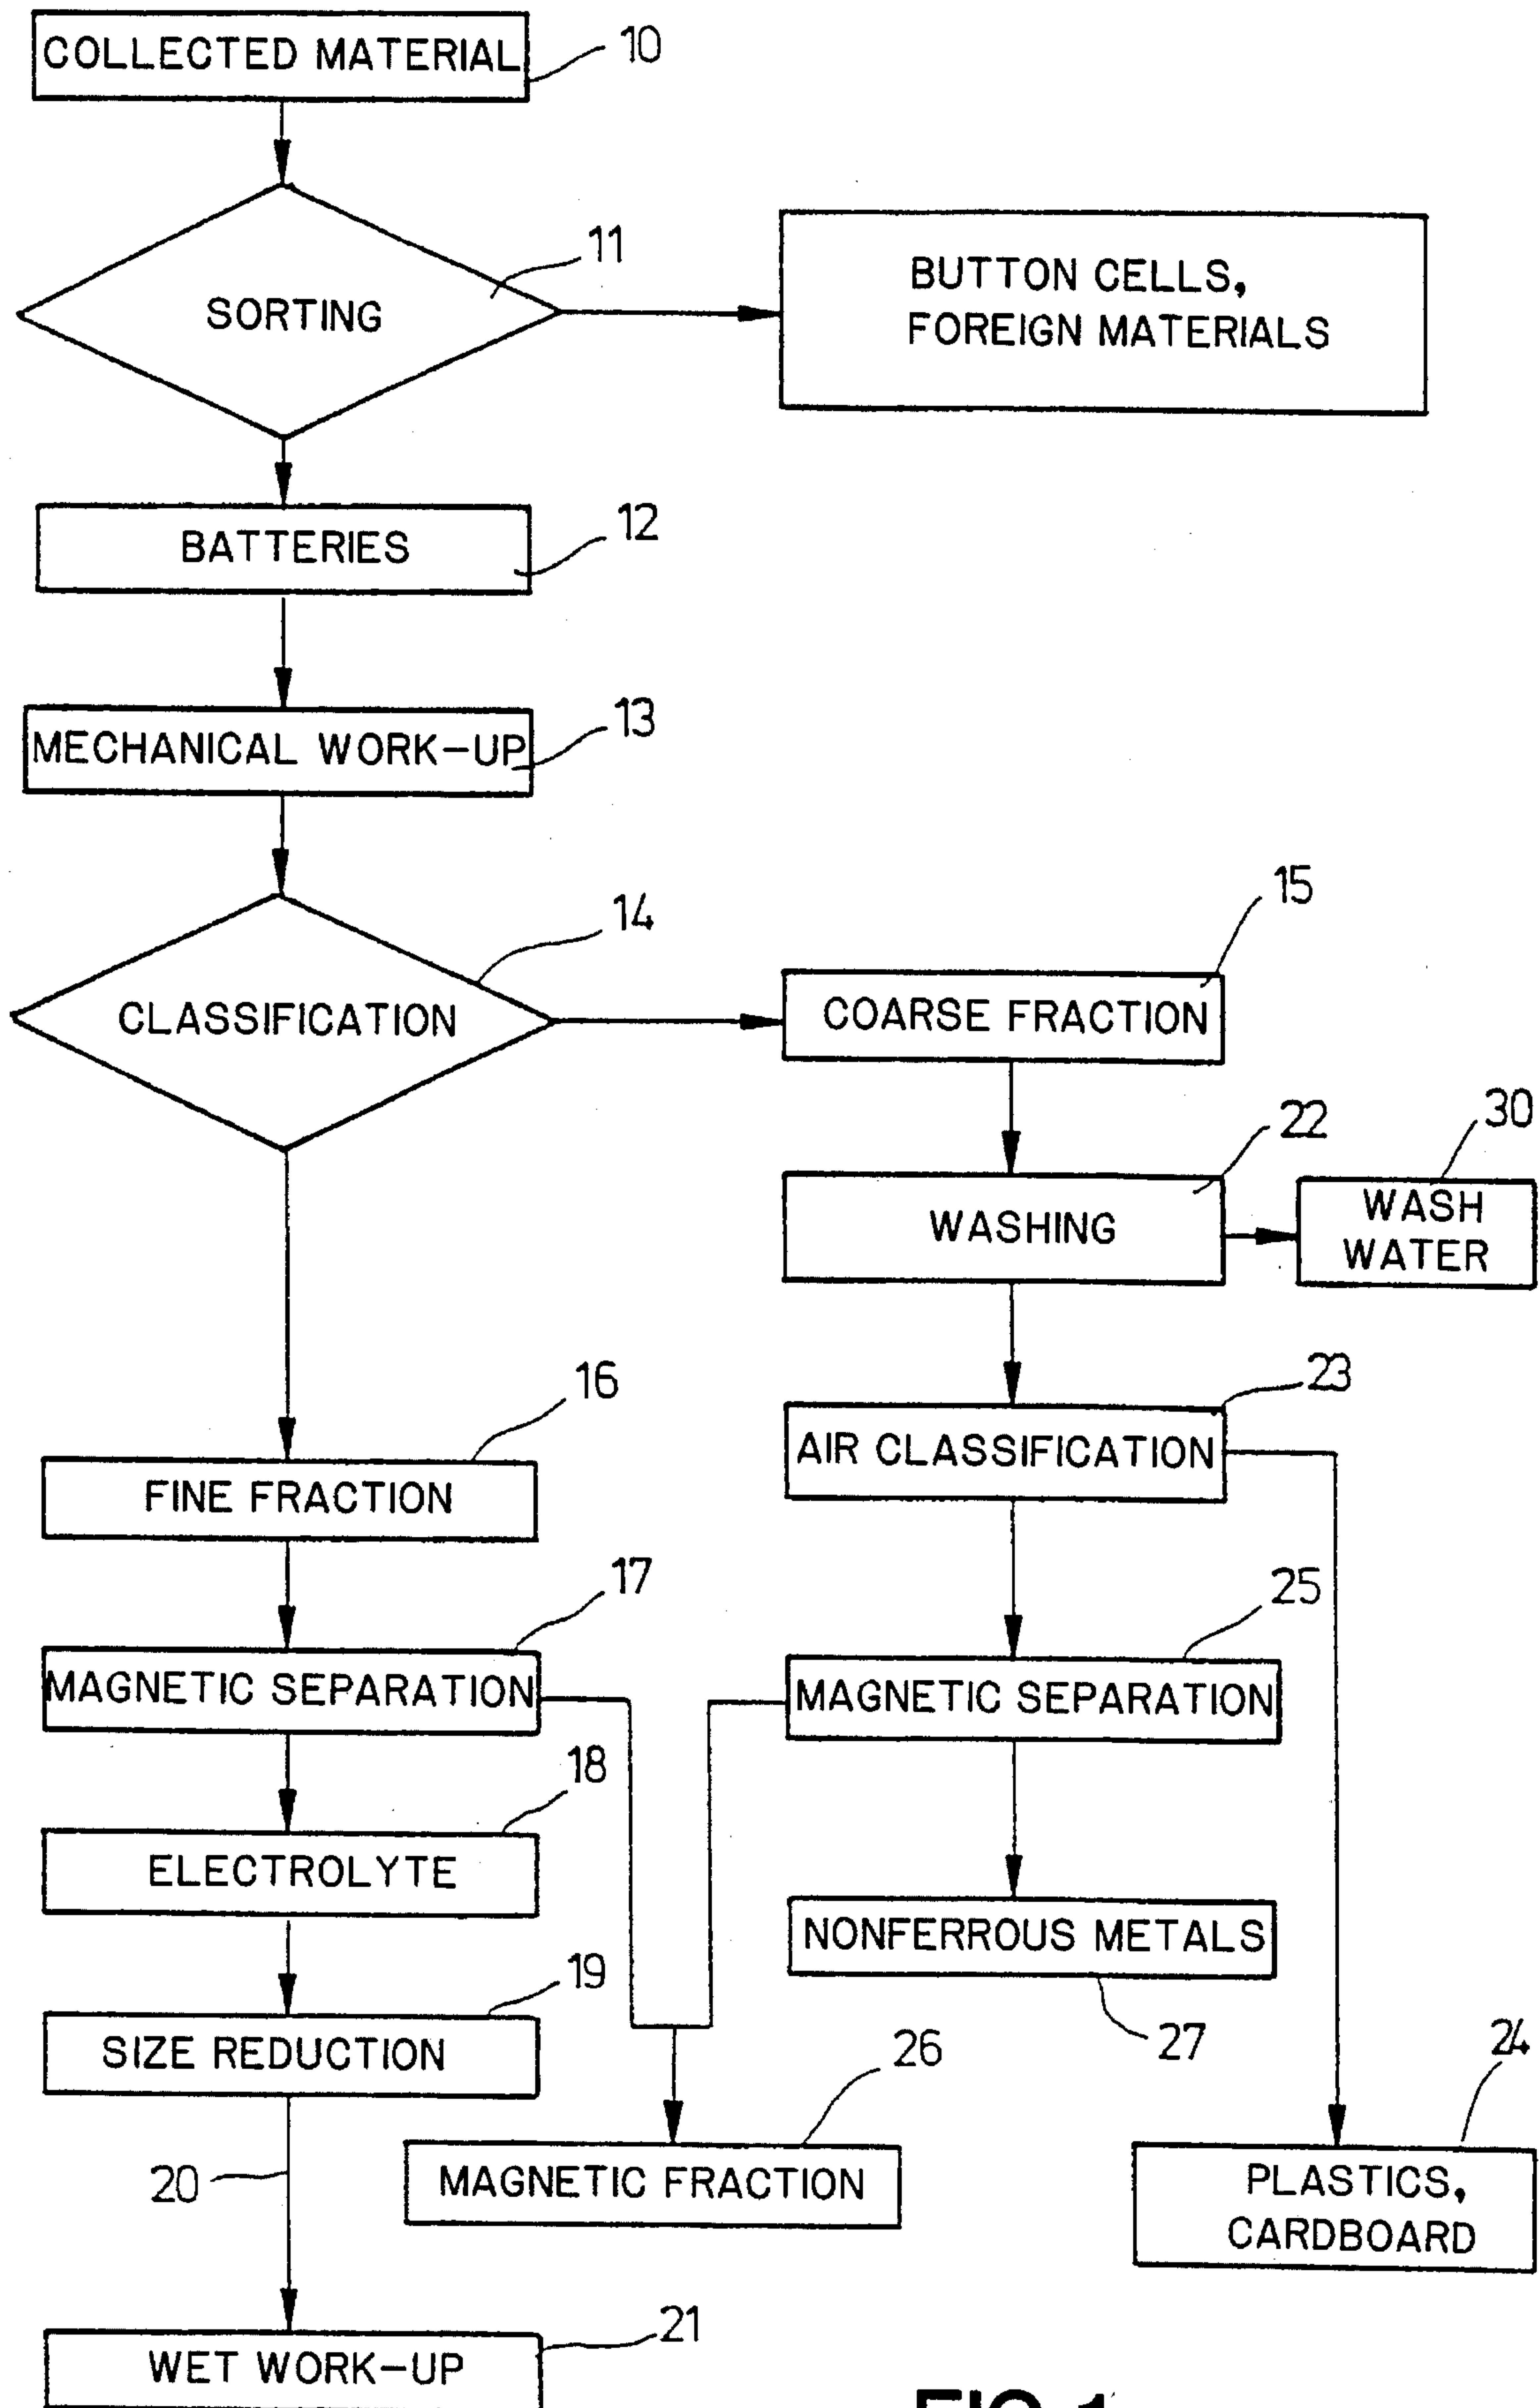 COLLECTED MATERIAL
10
SORTING
11
BUTTON CELLS,
FOREIGN MATERIALS
BATTERIES
12
MECHANICAL WORK-UP
13
CLASSIFICATION
14
COARSE FRACTION
15
WASHING
22
WASH
WATER
30
AIR CLASSIFICATION
23
FINE FRACTION
16
MAGNETIC SEPARATION
17
MAGNETIC SEPARATION
25
ELECTROLYTE
18
NONFERROUS METALS
27
SIZE REDUCTION
19
MAGNETIC FRACTION
26
PLASTICS,
CARDBOARD
24
20
WET WORK-UP
21
FIG.1